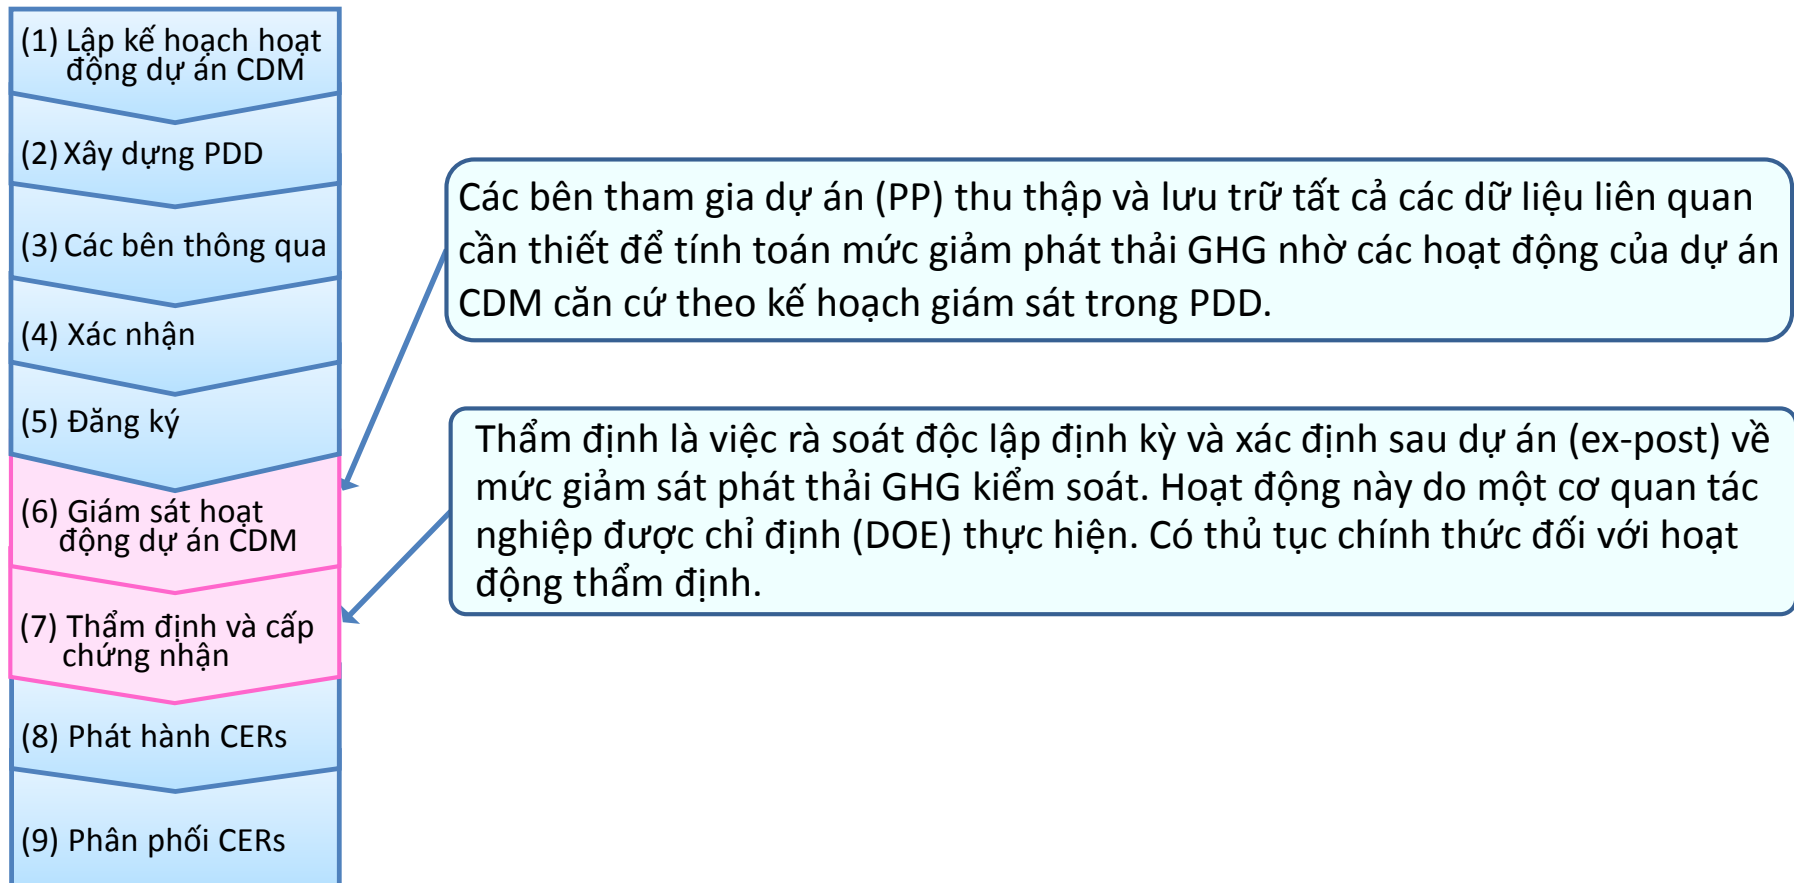 (1) Lập kế hoạch hoạt
động dự án CDM
(2) Xây dựng PDD
(3) Các bên thông qua
(4) Xác nhận
(5) Đăng ký
(6) Giám sát hoạt
động dự án CDM
(7) Thẩm định và cấp
chứng nhận
(8) Phát hành CERs
(9) Phân phối CERs
Các bên tham gia dự án (PP) thu thập và lưu trữ tất cả các dữ liệu liên quan
cần thiết để tính toán mức giảm phát thải GHG nhờ các hoạt động của dự án
CDM căn cứ theo kế hoạch giám sát trong PDD.
Thẩm định là việc rà soát độc lập định kỳ và xác định sau dự án (ex-post) về
mức giảm sát phát thải GHG kiểm soát. Hoạt động này do một cơ quan tác
nghiệp được chỉ định (DOE) thực hiện. Có thủ tục chính thức đối với hoạt
động thẩm định.